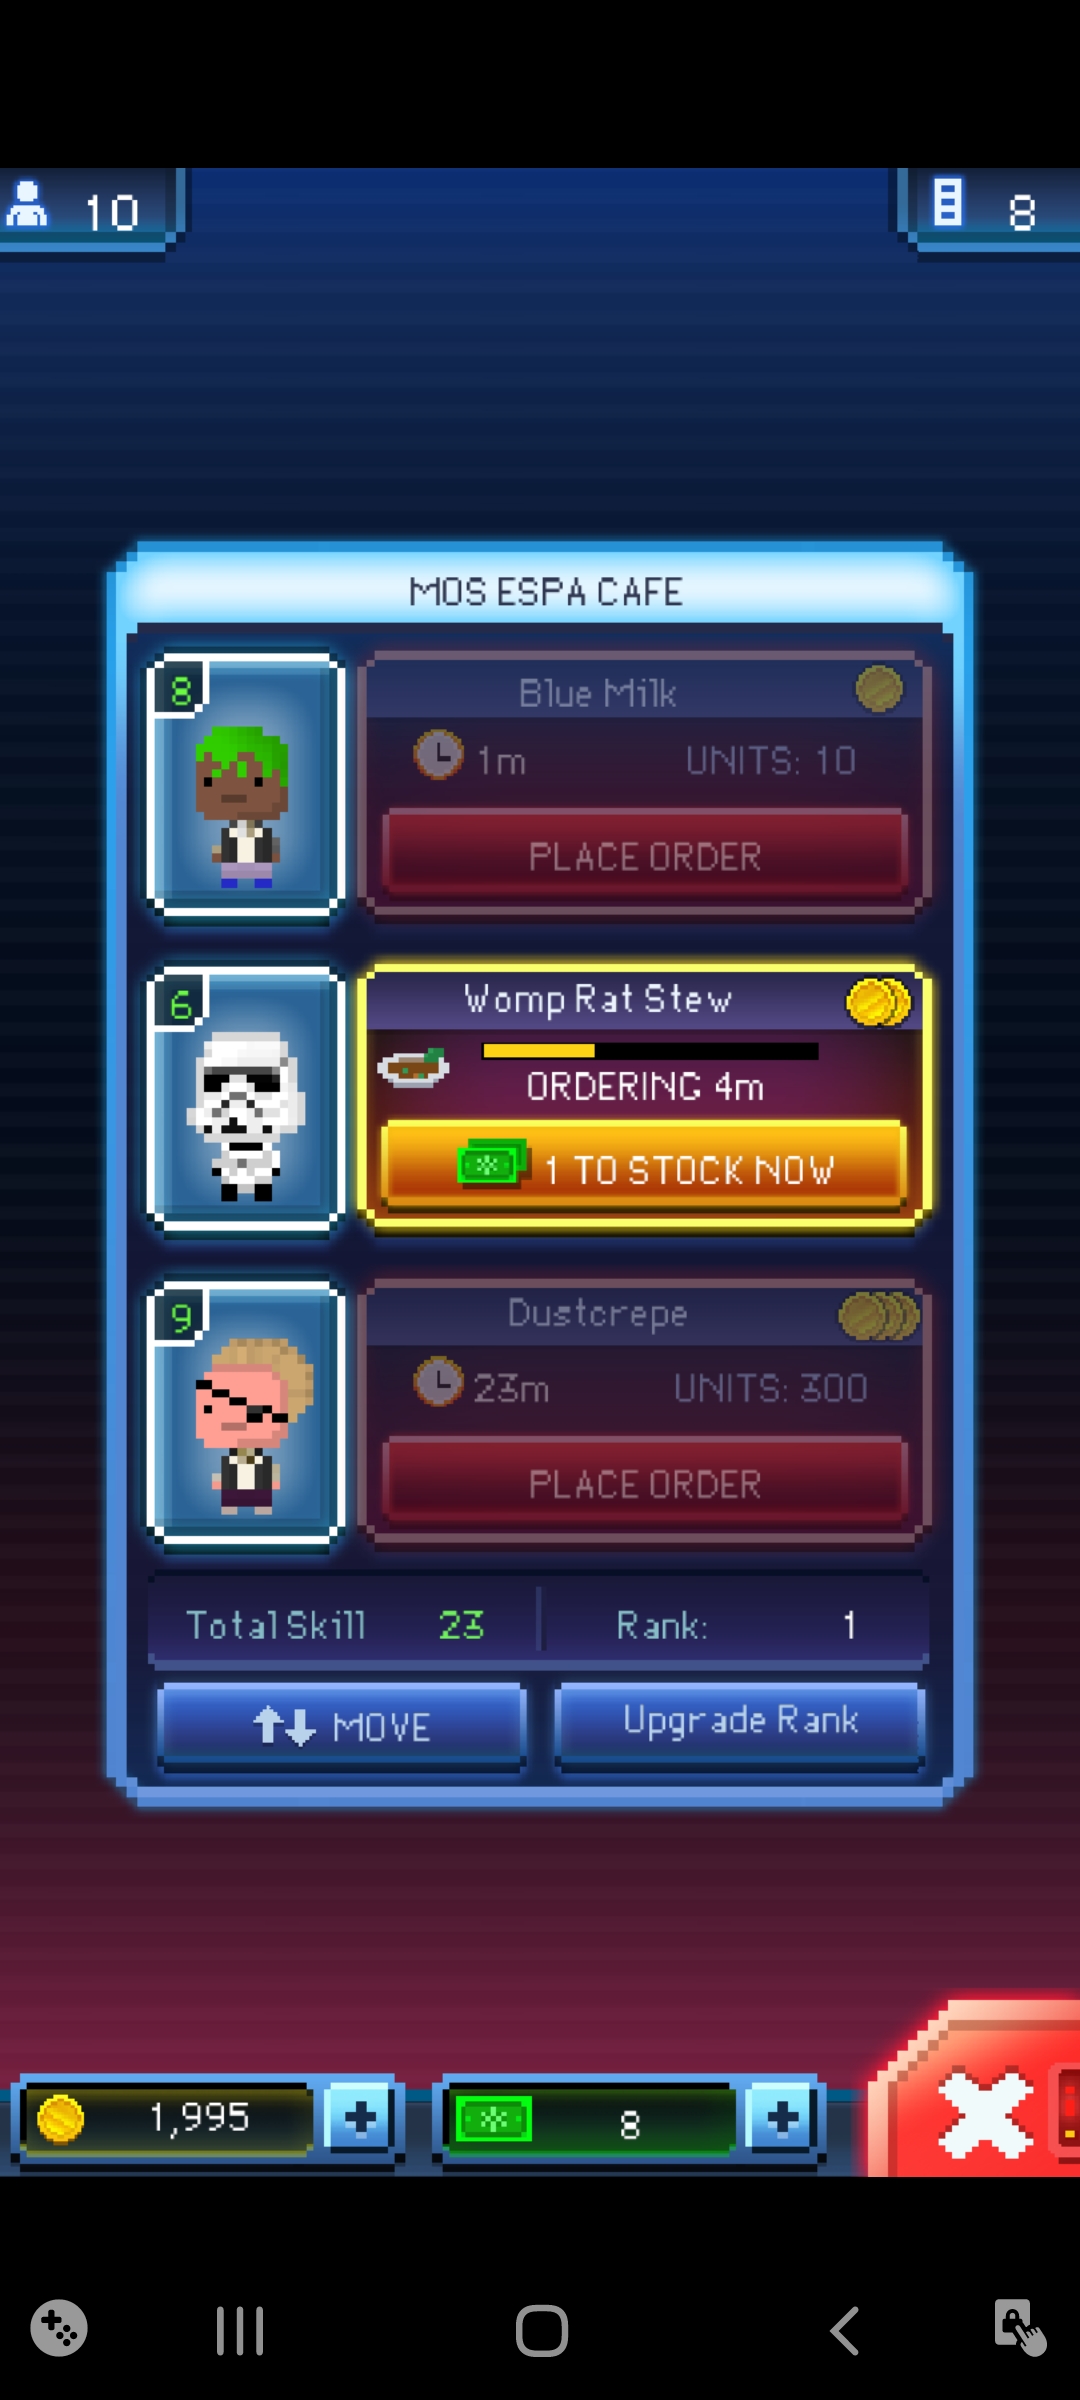 10
8
MOS ESPA CAFE
8
Blue Milk
1m UNITS: 10
PLACE ORDER
6
Womp Rat Stew
ORDERING 4m
1 TO STOCK NOW
9
Dustcrepe
23m UNITS: 300
PLACE ORDER
Total Skill 23 Rank: 1
MOVE Upgrade Rank
1,995 8